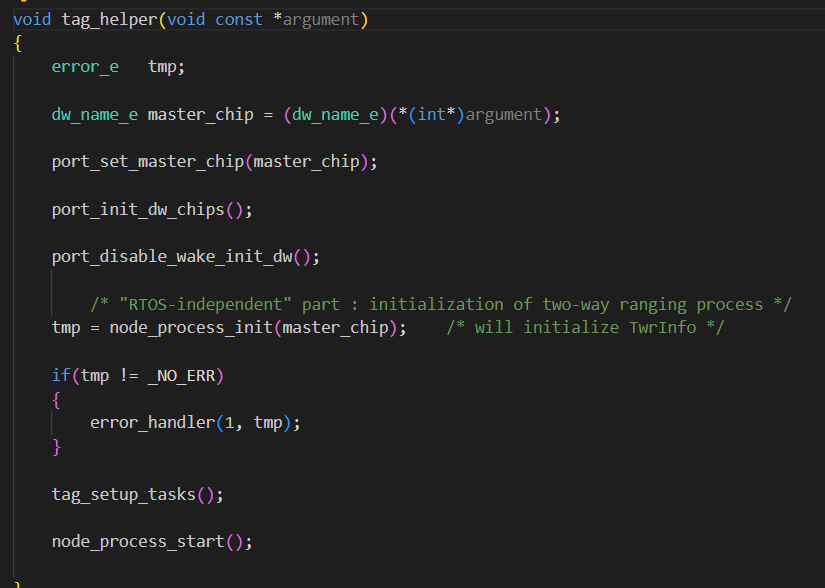 void tag_helper(void const *argument)
{
error_e   tmp;
dw_name_e master_chip = (dw_name_e)(*(int*)argument);
port_set_master_chip(master_chip);
port_init_dw_chips();
port_disable_wake_init_dw();
/* "RTOS-independent" part : initialization of two-way ranging process */
tmp = node_process_init(master_chip);    /* will initialize TwrInfo */
if(tmp != _NO_ERR)
{
error_handler(1, tmp);
}
tag_setup_tasks();
node_process_start();
}